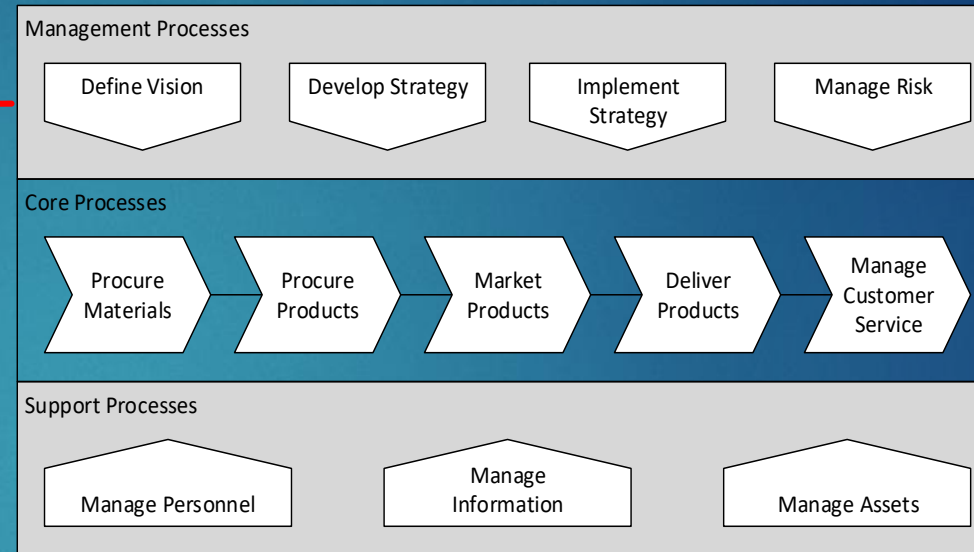 Management Processes
Define Vision
Develop Strategy
Implement
Strategy
Manage Risk
Core Processes
Procure
Materials
Procure
Products
Market
Products
Deliver
Products
Manage
Customer
Service
Support Processes
Manage Personnel
Manage
Information
Manage Assets